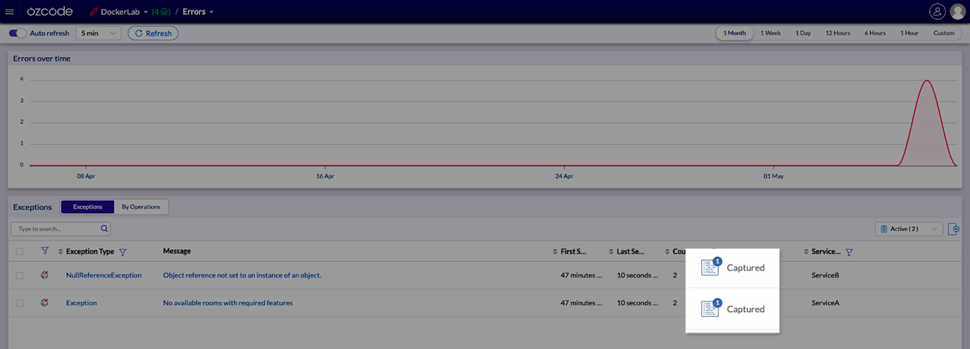 OZCODE DockerLab (4) / Errors
Auto refresh 5 min Refresh 1 Month 1 Week 1 Day 12 Hours 6 Hours 1 Hour Custom
Errors over time
4
3
2
1
0
08 Apr 16 Apr 24 Apr 01 May
Exceptions Exceptions By Operations
Type to search... Active ( 2 )
Exception Type Message First S... Last Se... Cou Service...
NullReferenceException Object reference not set to an instance of an object. 47 minutes ... 10 seconds ... 2 1 Captured ServiceB
Exception No available rooms with required features 47 minutes ... 10 seconds ... 2 1 Captured ServiceA